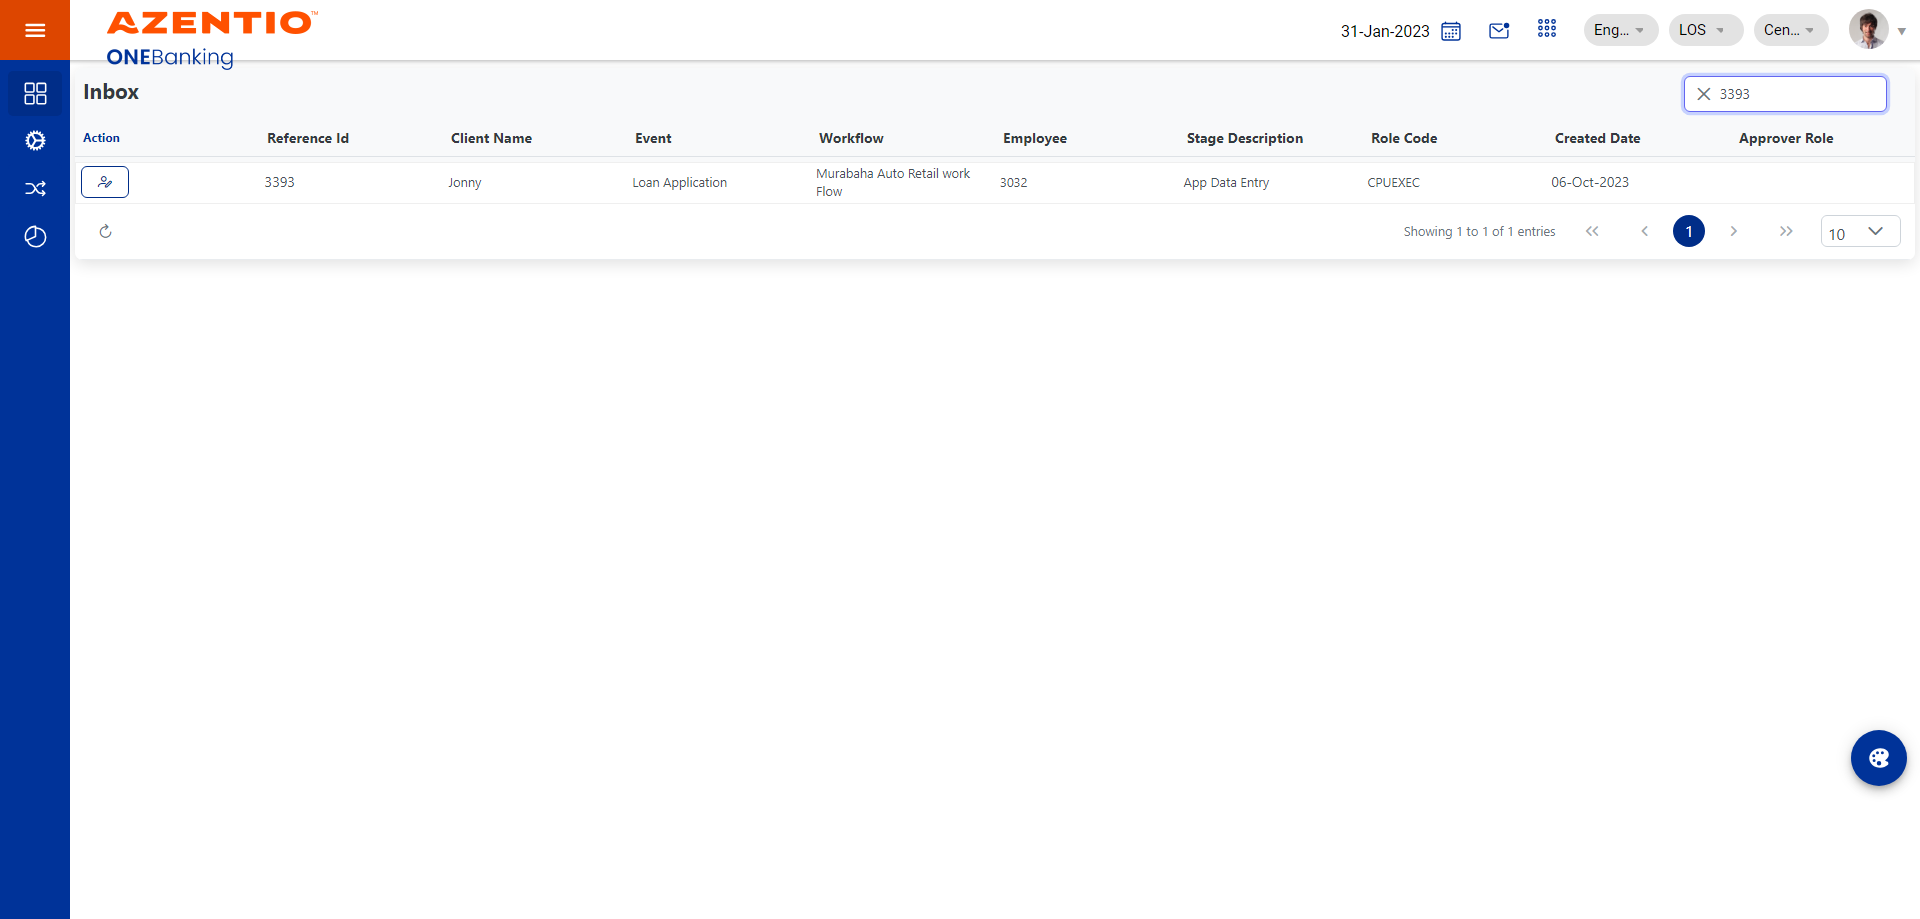 AZENTIO™
ONEBanking
31-Jan-2023
Eng...
LOS
Cen...
Inbox
3393
Action Reference Id Client Name Event Workflow Employee Stage Description Role Code Created Date Approver Role
3393 Jonny Loan Application Murabaha Auto Retail work Flow 3032 App Data Entry CPUEXEC 06-Oct-2023
Showing 1 to 1 of 1 entries
1
10